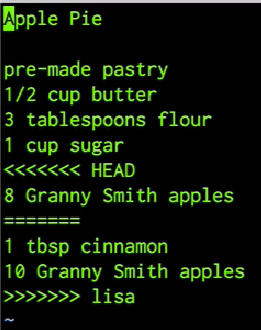 Apple Pie

pre-made pastry
1/2 cup butter
3 tablespoons flour
1 cup sugar
<<<<<<< HEAD
8 Granny Smith apples
=======
1 tbsp cinnamon
10 Granny Smith apples
>>>>>>> lisa
~